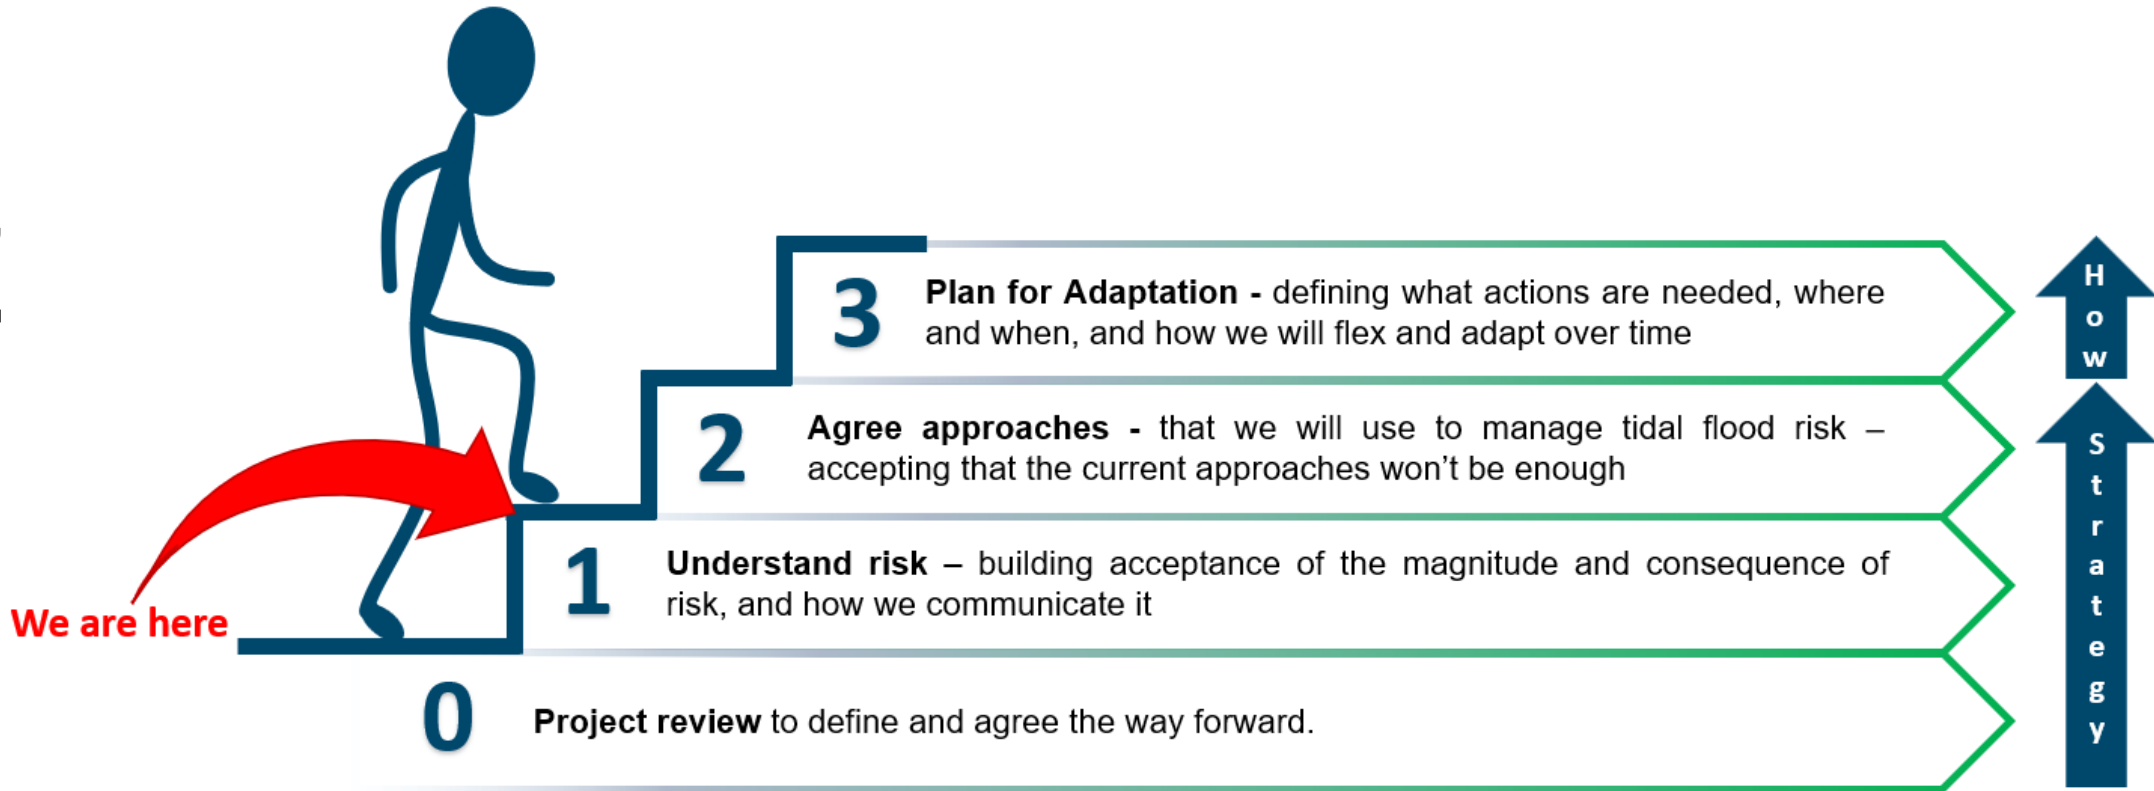 3
Plan for Adaptation - defining what actions are needed, where
and when, and how we will flex and adapt over time
How
2
Agree approaches - that we will use to manage tidal flood risk –
accepting that the current approaches won’t be enough
Strategy
1
Understand risk – building acceptance of the magnitude and consequence of
risk, and how we communicate it
We are here
0
Project review to define and agree the way forward.